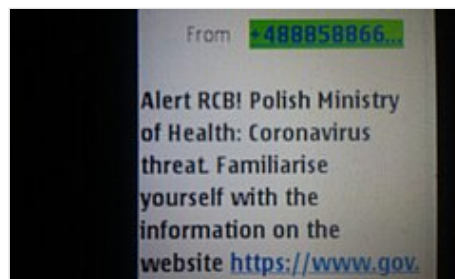 From +488858866...
Alert RCB! Polish Ministry
of Health: Coronavirus
threat. Familiarise
yourself with the
information on the
website https://www.gov.